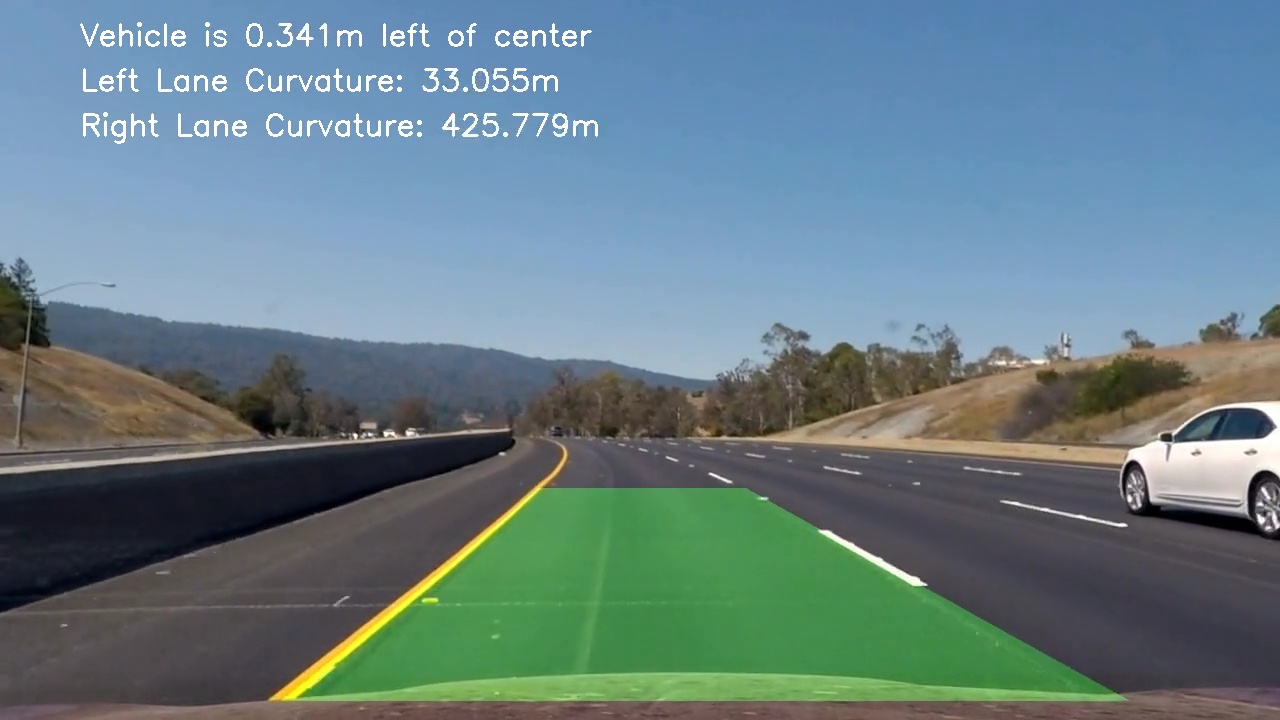 Vehicle is 0.341m left of center
Left Lane Curvature: 33.055m
Right Lane Curvature: 425.779m